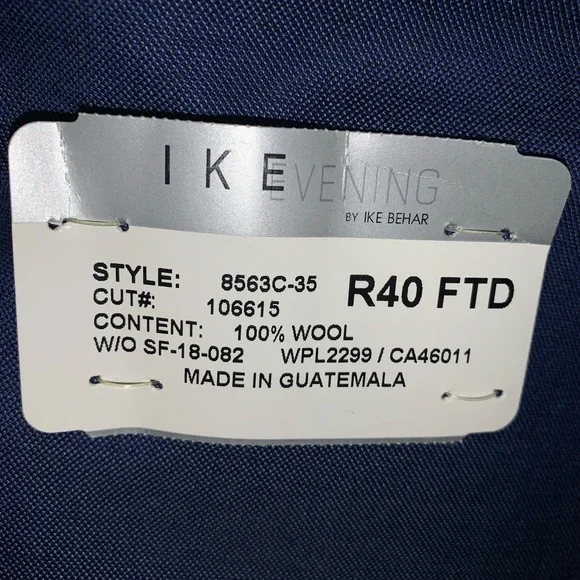 IKE EVENING
BY IKE BEHAR
STYLE: 8563C-35 R40 FTD
CUT#: 106615
CONTENT: 100% WOOL
W/O SF-18-082 WPL2299 / CA46011
MADE IN GUATEMALA